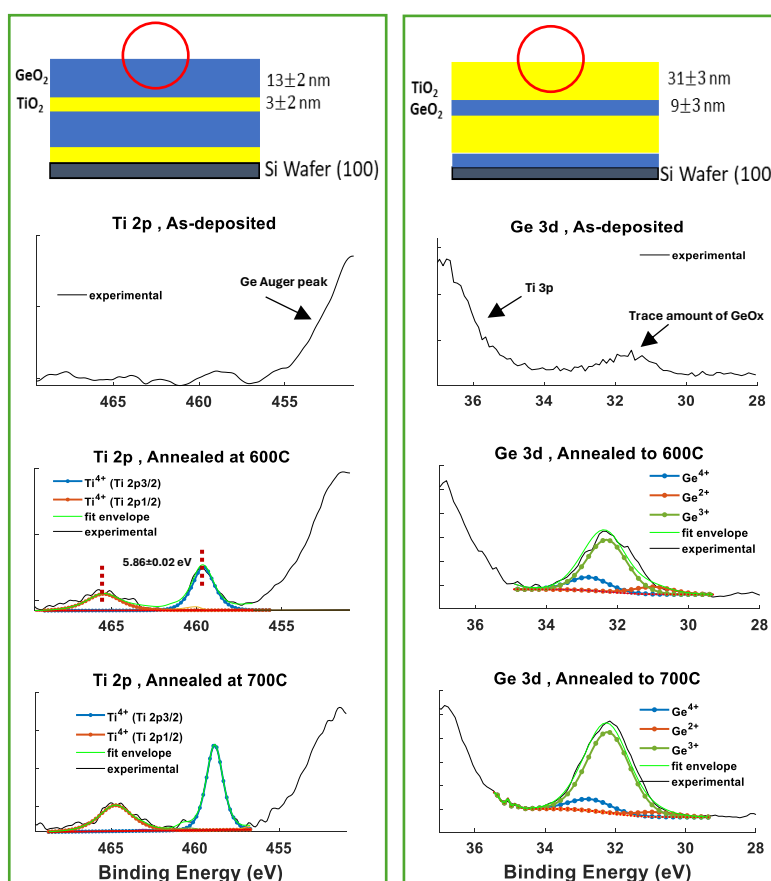 GeO₂
TiO₂
13±2 nm
3±2 nm
Si Wafer (100)
Ti 2p , As-deposited
experimental
Ge Auger peak
465 460 455
Ti 2p , Annealed at 600C
Ti⁴⁺ (Ti 2p3/2)
Ti⁴⁺ (Ti 2p1/2)
fit envelope
experimental
5.86±0.02 eV
465 460 455
Ti 2p , Annealed at 700C
Ti⁴⁺ (Ti 2p3/2)
Ti⁴⁺ (Ti 2p1/2)
fit envelope
experimental
465 460 455
Binding Energy (eV)
TiO₂
GeO₂
31±3 nm
9±3 nm
Si Wafer (100
Ge 3d , As-deposited
experimental
Ti 3p
Trace amount of GeOx
36 34 32 30 28
Ge 3d , Annealed to 600C
Ge⁴⁺
Ge²⁺
Ge³⁺
fit envelope
experimental
36 34 32 30 28
Ge 3d , Annealed to 700C
Ge⁴⁺
Ge²⁺
Ge³⁺
fit envelope
experimental
36 34 32 30 28
Binding Energy (eV)